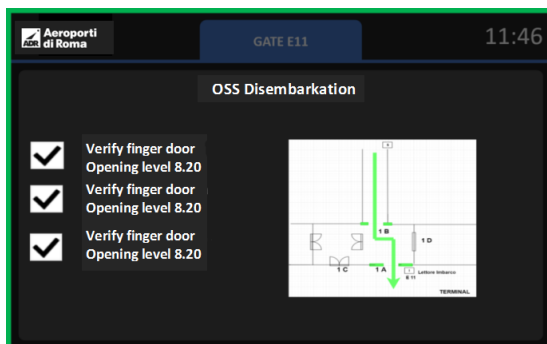 ADR Aeroporti di Roma
GATE E11
11:46
OSS Disembarkation
Verify finger door
Opening level 8.20
Verify finger door
Opening level 8.20
Verify finger door
Opening level 8.20
1 B
1 D
1 C
1 A
1
E 11
Lettore Imbarco
TERMINAL